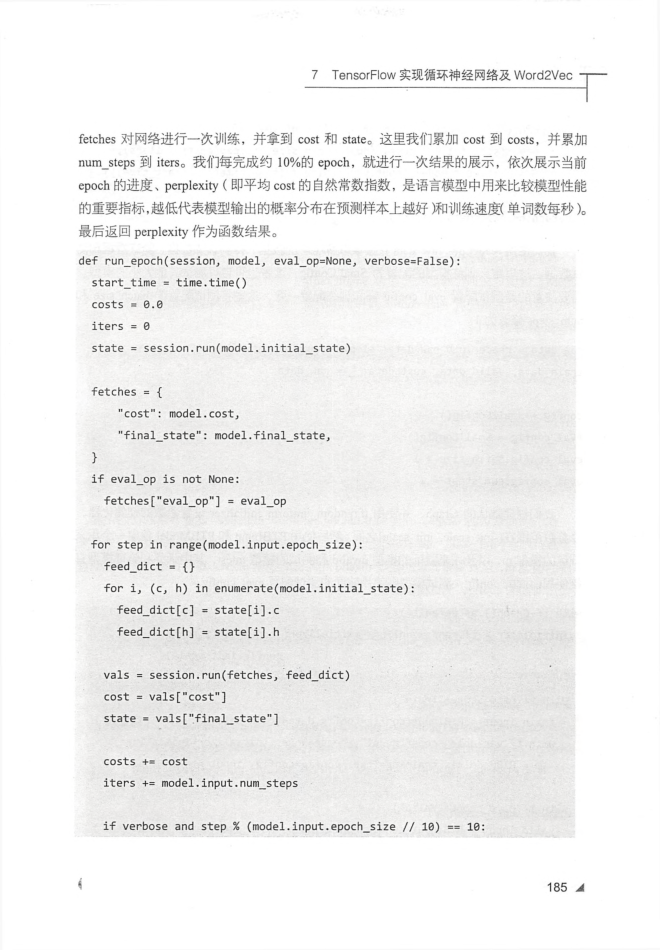 7 TensorFlow 实现循环神经网络及 Word2Vec
fetches 对网络进行一次训练，并拿到 cost 和 state。这里我们累加 cost 到 costs，并累加
num_steps 到 iters。我们每完成约 10%的 epoch，就进行一次结果的展示，依次展示当前
epoch 的进度、perplexity（即平均 cost 的自然常数指数，是语言模型中用来比较模型性能
的重要指标，越低代表模型输出的概率分布在预测样本上越好）和训练速度（单词数每秒）。
最后返回 perplexity 作为函数结果。
def run_epoch(session, model, eval_op=None, verbose=False):
  start_time = time.time()
  costs = 0.0
  iters = 0
  state = session.run(model.initial_state)
  fetches = {
      "cost": model.cost,
      "final_state": model.final_state,
  }
  if eval_op is not None:
    fetches["eval_op"] = eval_op
  for step in range(model.input.epoch_size):
    feed_dict = {}
    for i, (c, h) in enumerate(model.initial_state):
      feed_dict[c] = state[i].c
      feed_dict[h] = state[i].h
    vals = session.run(fetches, feed_dict)
    cost = vals["cost"]
    state = vals["final_state"]
    costs += cost
    iters += model.input.num_steps
    if verbose and step % (model.input.epoch_size // 10) == 10:
185